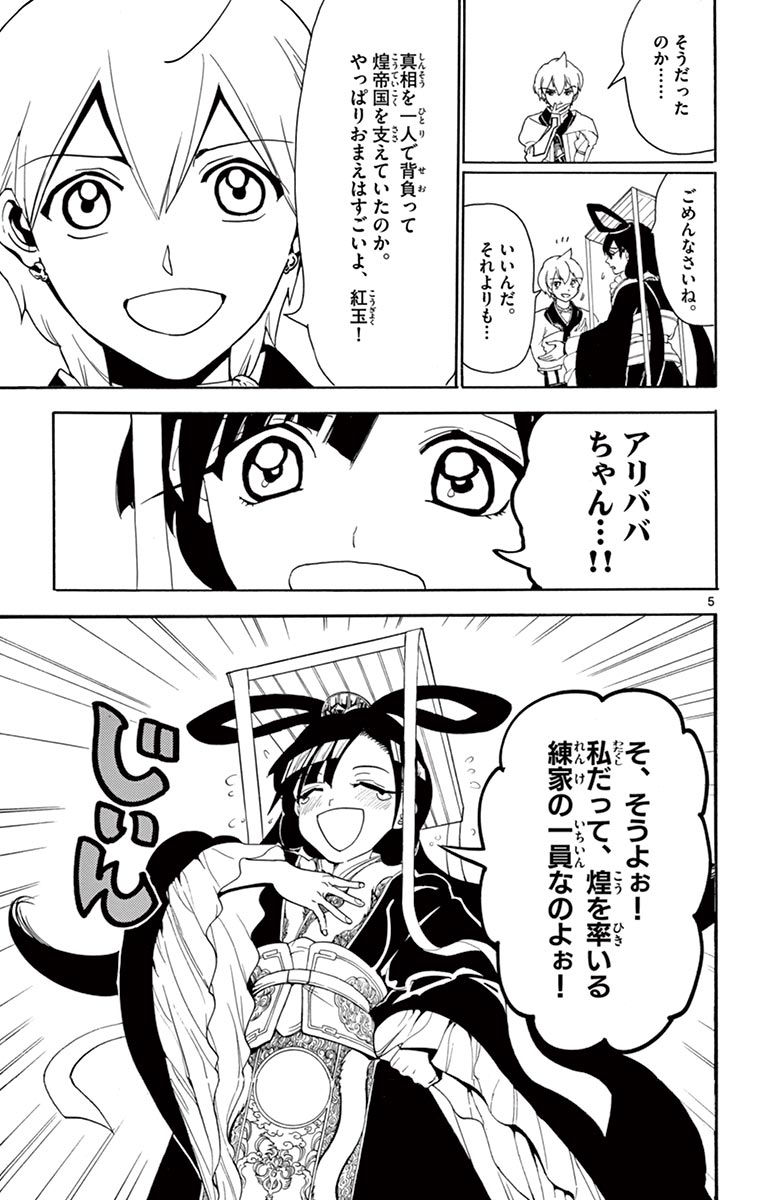 そうだった
のか……
ごめんなさいね。
いいんだ。
それよりも…
真相を一人で背負って
煌帝国を支えていたのか。
やっぱりおまえはすごいよ、紅玉！
アリババ
ちゃん…!!
5
そ、そうよぉ！
私だって、煌を率いる
練家の一員なのよぉ！
じぃん